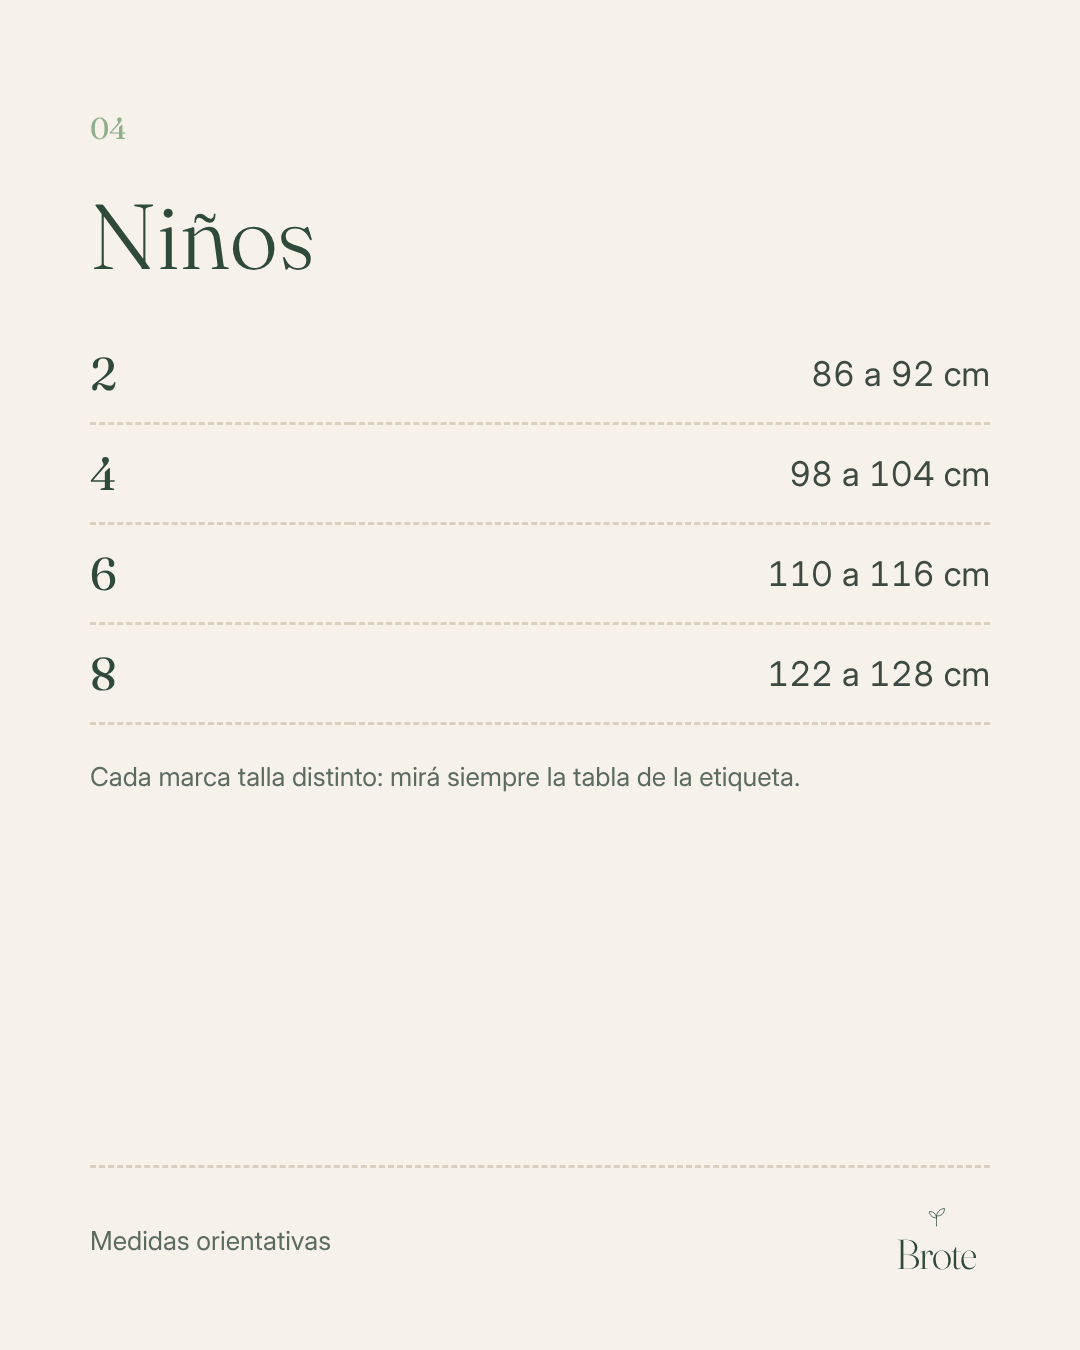 04
Niños
2 86 a 92 cm
4 98 a 104 cm
6 110 a 116 cm
8 122 a 128 cm
Cada marca talla distinto: mirá siempre la tabla de la etiqueta.
Medidas orientativas
Brote